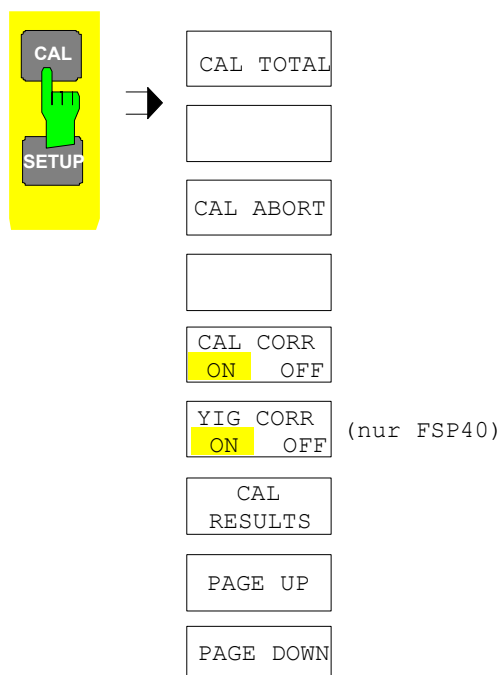 CAL
SETUP
CAL TOTAL
CAL ABORT
CAL CORR
ON OFF
YIG CORR
ON OFF
(nur FSP40)
CAL
RESULTS
PAGE UP
PAGE DOWN